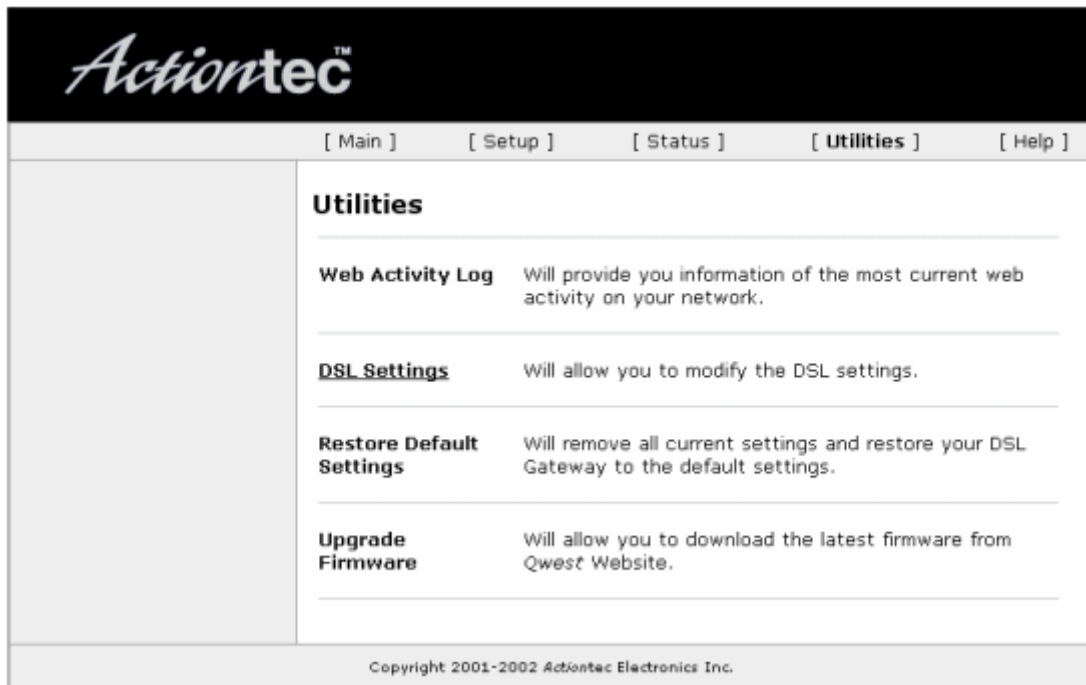 Actiontec™
[ Main ] [ Setup ] [ Status ] [ Utilities ] [ Help ]
Utilities
Web Activity Log Will provide you information of the most current web
activity on your network.
DSL Settings Will allow you to modify the DSL settings.
Restore Default
Settings
Will remove all current settings and restore your DSL
Gateway to the default settings.
Upgrade
Firmware
Will allow you to download the latest firmware from
Qwest Website.
Copyright 2001-2002 Actiontec Electronics Inc.